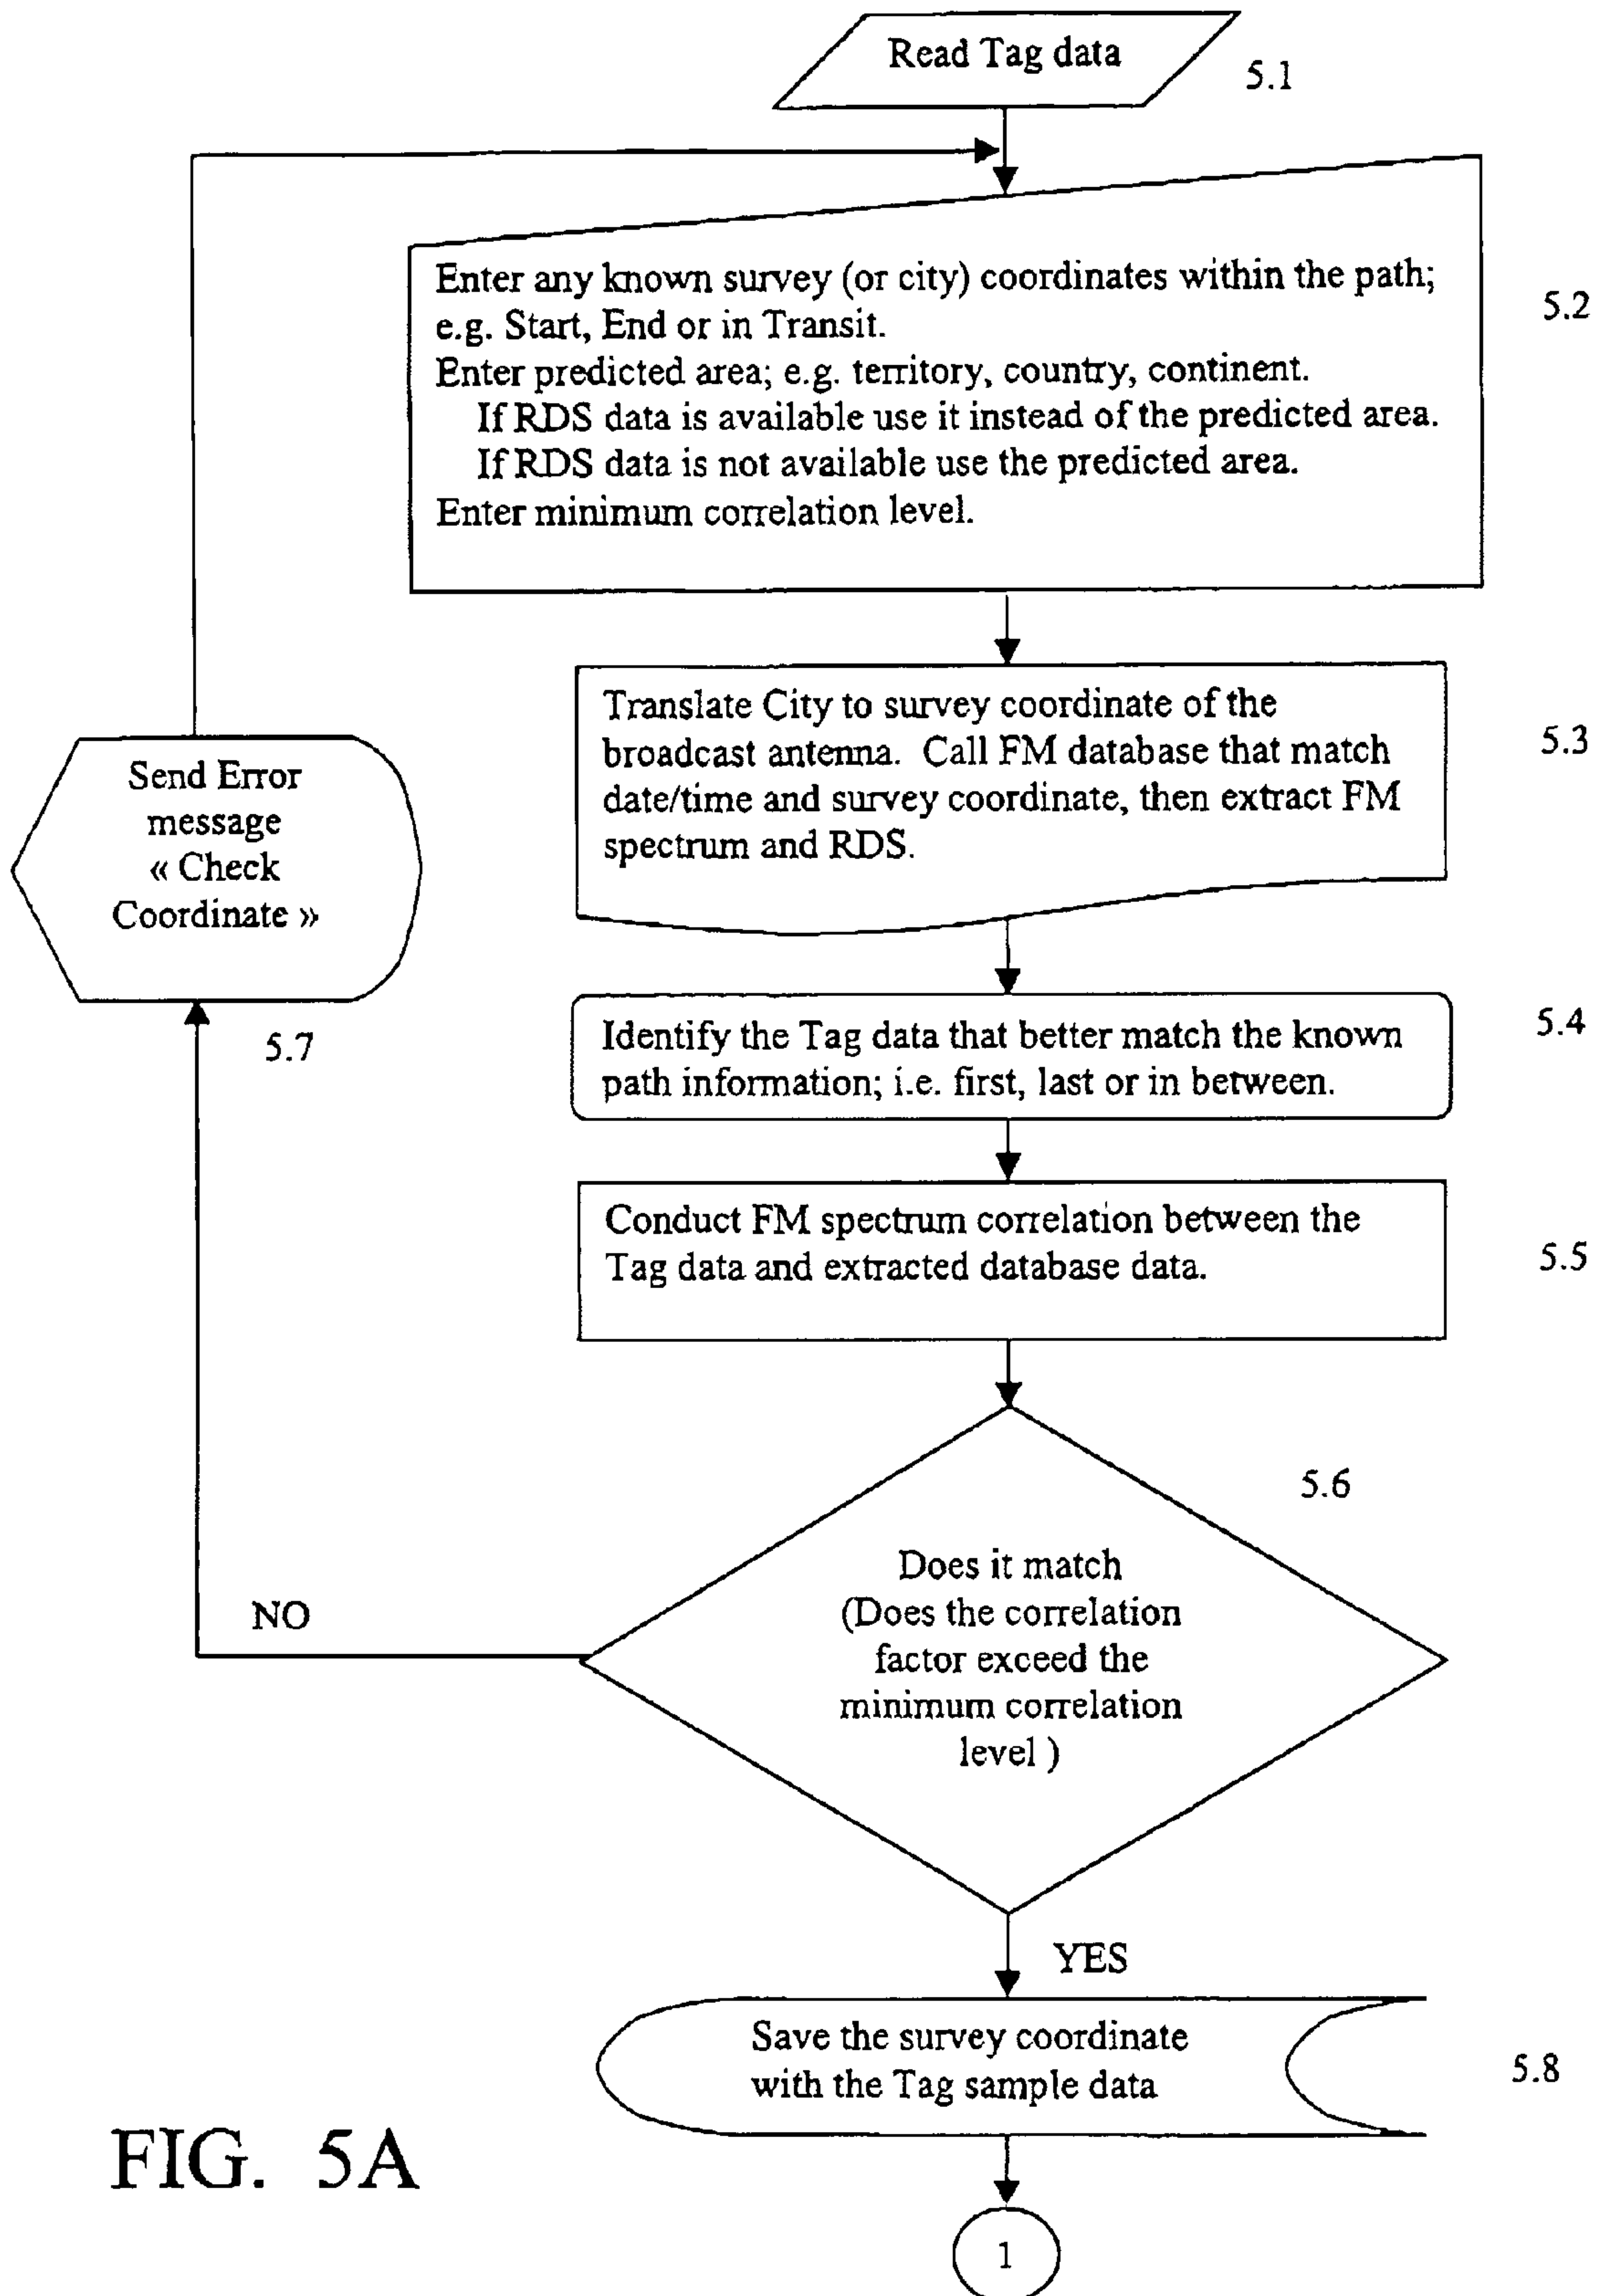 Read Tag data
5.1
Enter any known survey (or city) coordinates within the path;
e.g. Start, End or in Transit.
Enter predicted area; e.g. territory, country, continent.
If RDS data is available use it instead of the predicted area.
If RDS data is not available use the predicted area.
Enter minimum correlation level.
5.2
Translate City to survey coordinate of the
broadcast antenna. Call FM database that match
date/time and survey coordinate, then extract FM
spectrum and RDS.
5.3
Send Error
message
« Check
Coordinate »
5.7
Identify the Tag data that better match the known
path information; i.e. first, last or in between.
5.4
Conduct FM spectrum correlation between the
Tag data and extracted database data.
5.5
5.6
Does it match
(Does the correlation
factor exceed the
minimum correlation
level )
NO
YES
Save the survey coordinate
with the Tag sample data
5.8
FIG. 5A
1